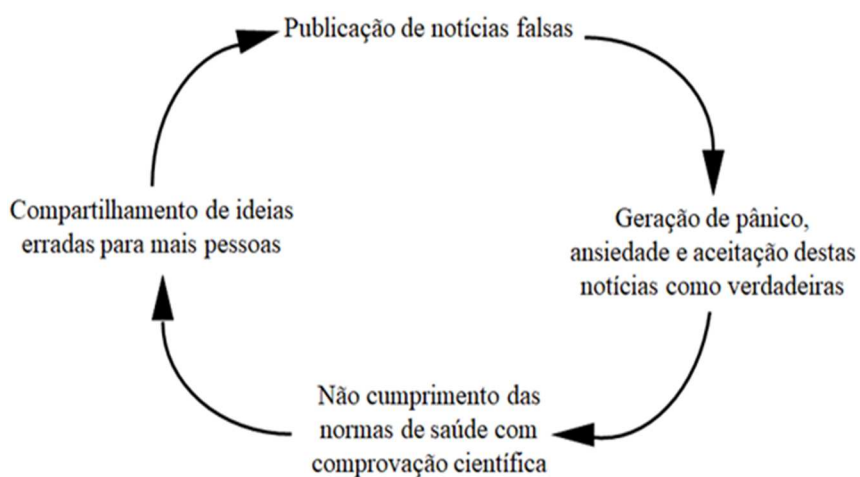 Publicação de notícias falsas
Geração de pânico,
ansiedade e aceitação destas
notícias como verdadeiras
Não cumprimento das
normas de saúde com
comprovação científica
Compartilhamento de ideias
erradas para mais pessoas